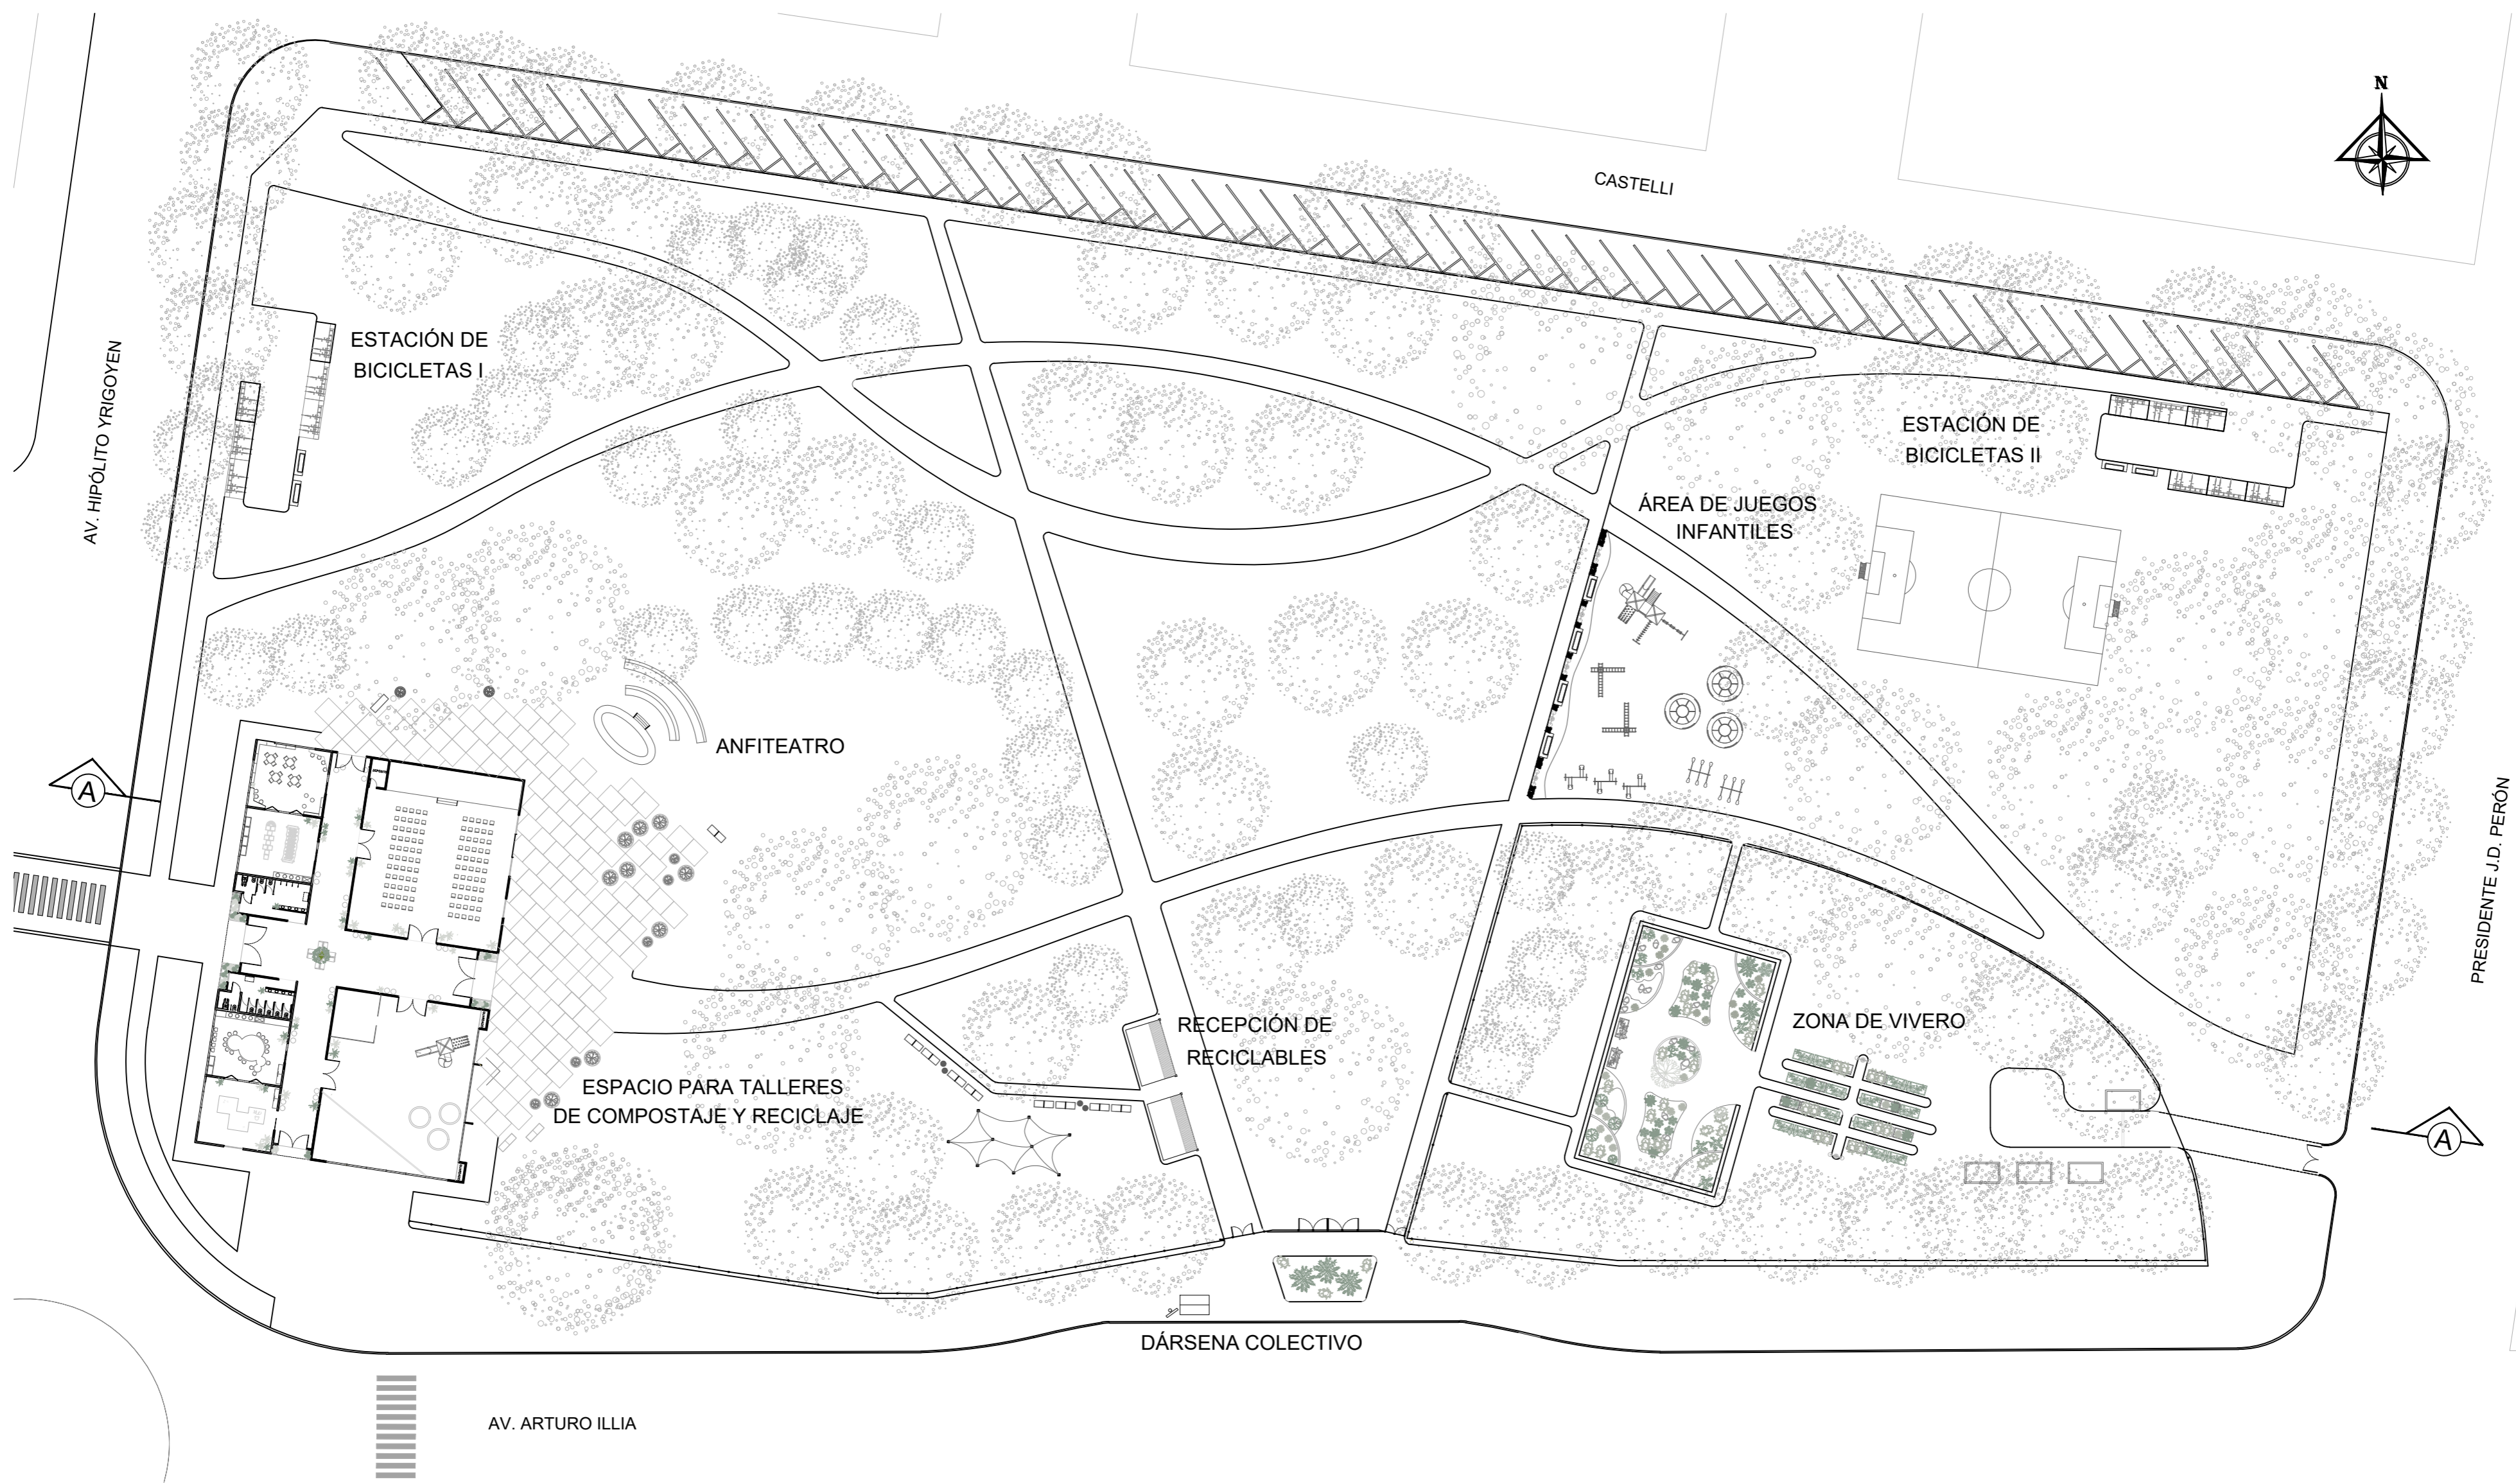 N
CASTELLI
ESTACIÓN DE
BICICLETAS I
AV. HIPÓLITO YRIGOYEN
ESTACIÓN DE
BICICLETAS II
ÁREA DE JUEGOS
INFANTILES
ANFITEATRO
A
PRESIDENTE J.D. PERÓN
RECEPCIÓN DE
RECICLABLES
ZONA DE VIVERO
ESPACIO PARA TALLERES
DE COMPOSTAJE Y RECICLAJE
A
DÁRSENA COLECTIVO
AV. ARTURO ILLIA